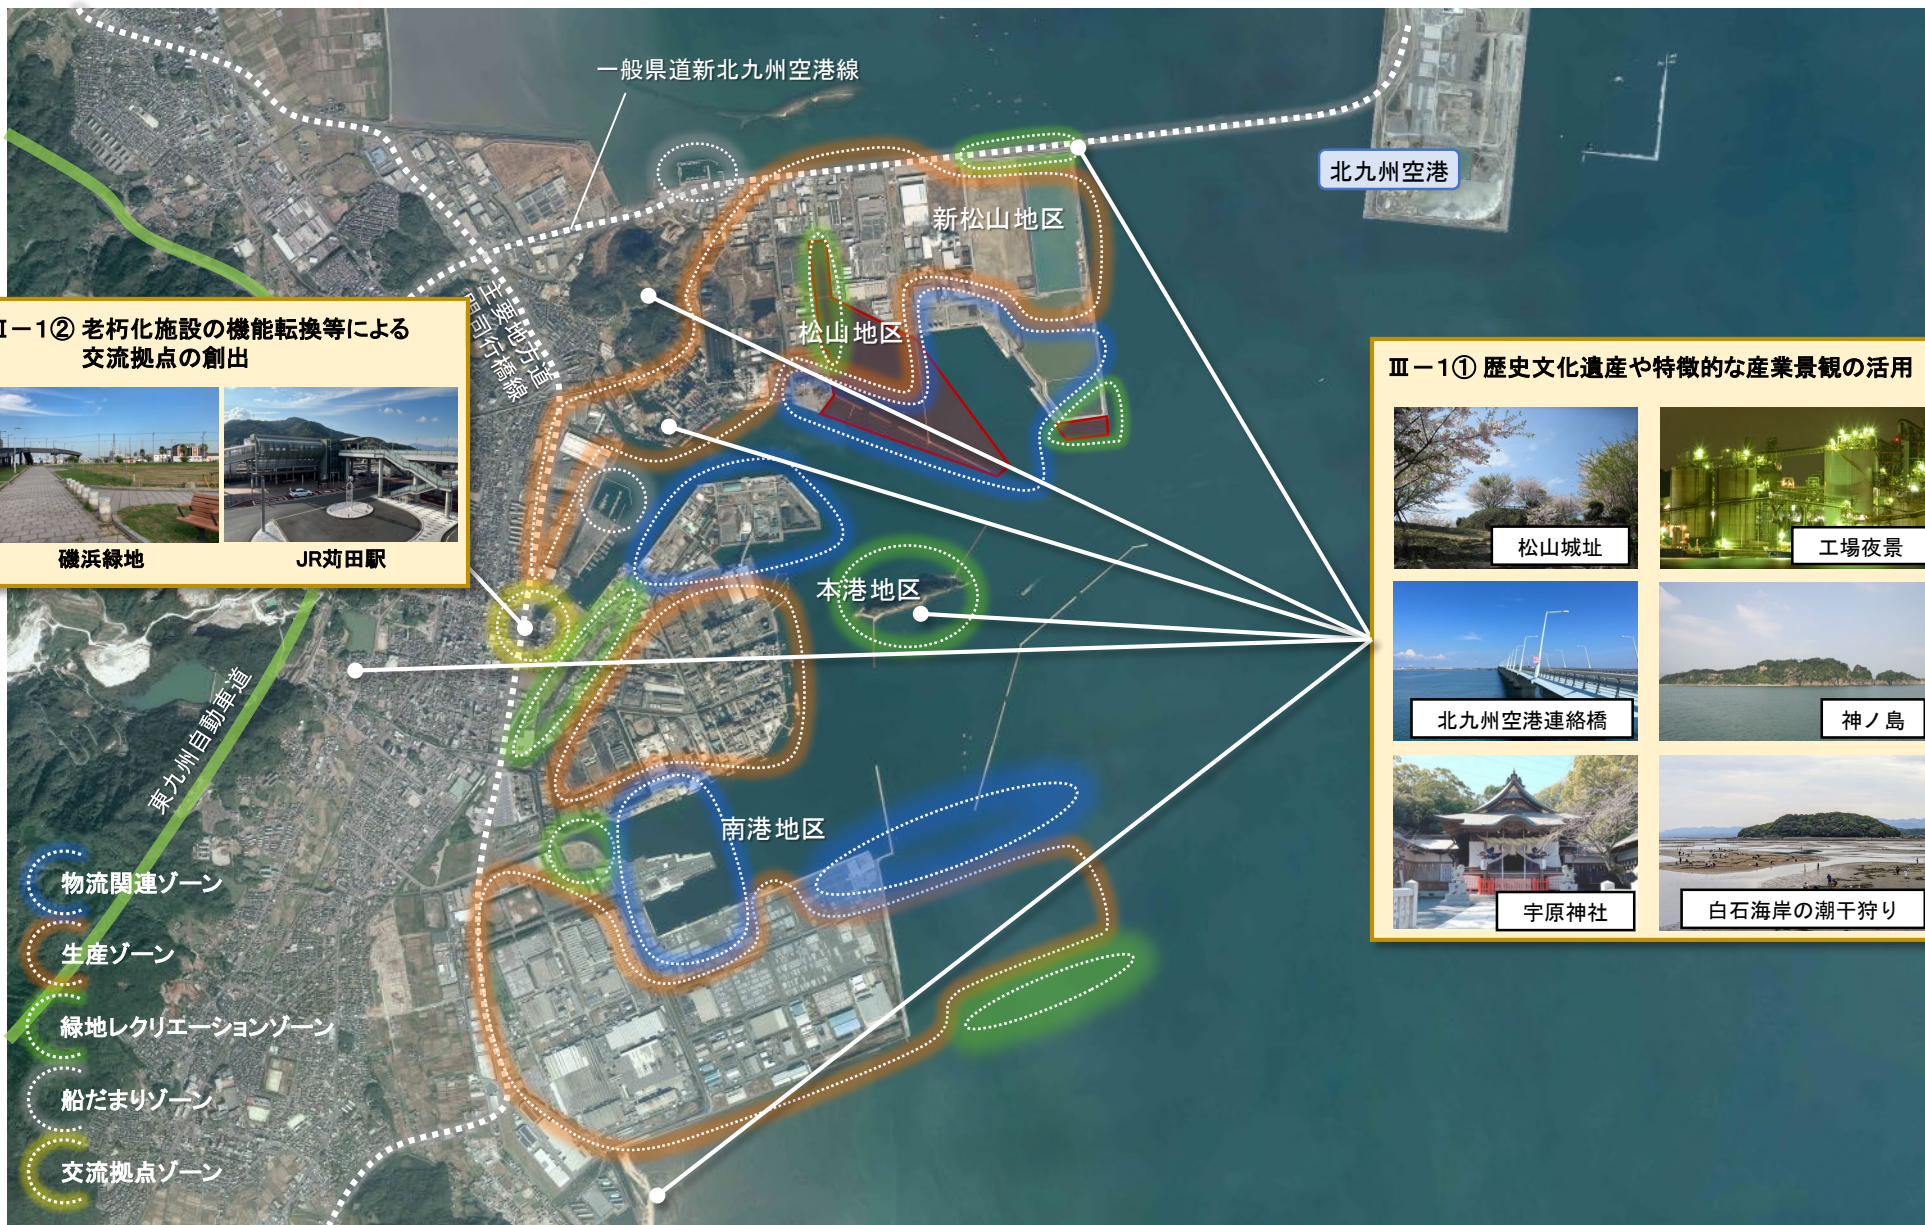 一般県道新北九州空港線
北九州空港
新松山地区
主要地方道
行橋線
松山地区
-1② 老朽化施設の機能転換等による
交流拠点の創出
磯浜緑地
JR苅田駅
Ⅲ-1① 歴史文化遺産や特徴的な産業景観の活用
松山城址
工場夜景
北九州空港連絡橋
神ノ島
宇原神社
白石海岸の潮干狩り
本港地区
東九州自動車道
南港地区
物流関連ゾーン
生産ゾーン
緑地レクリエーションゾーン
船だまりゾーン
交流拠点ゾーン